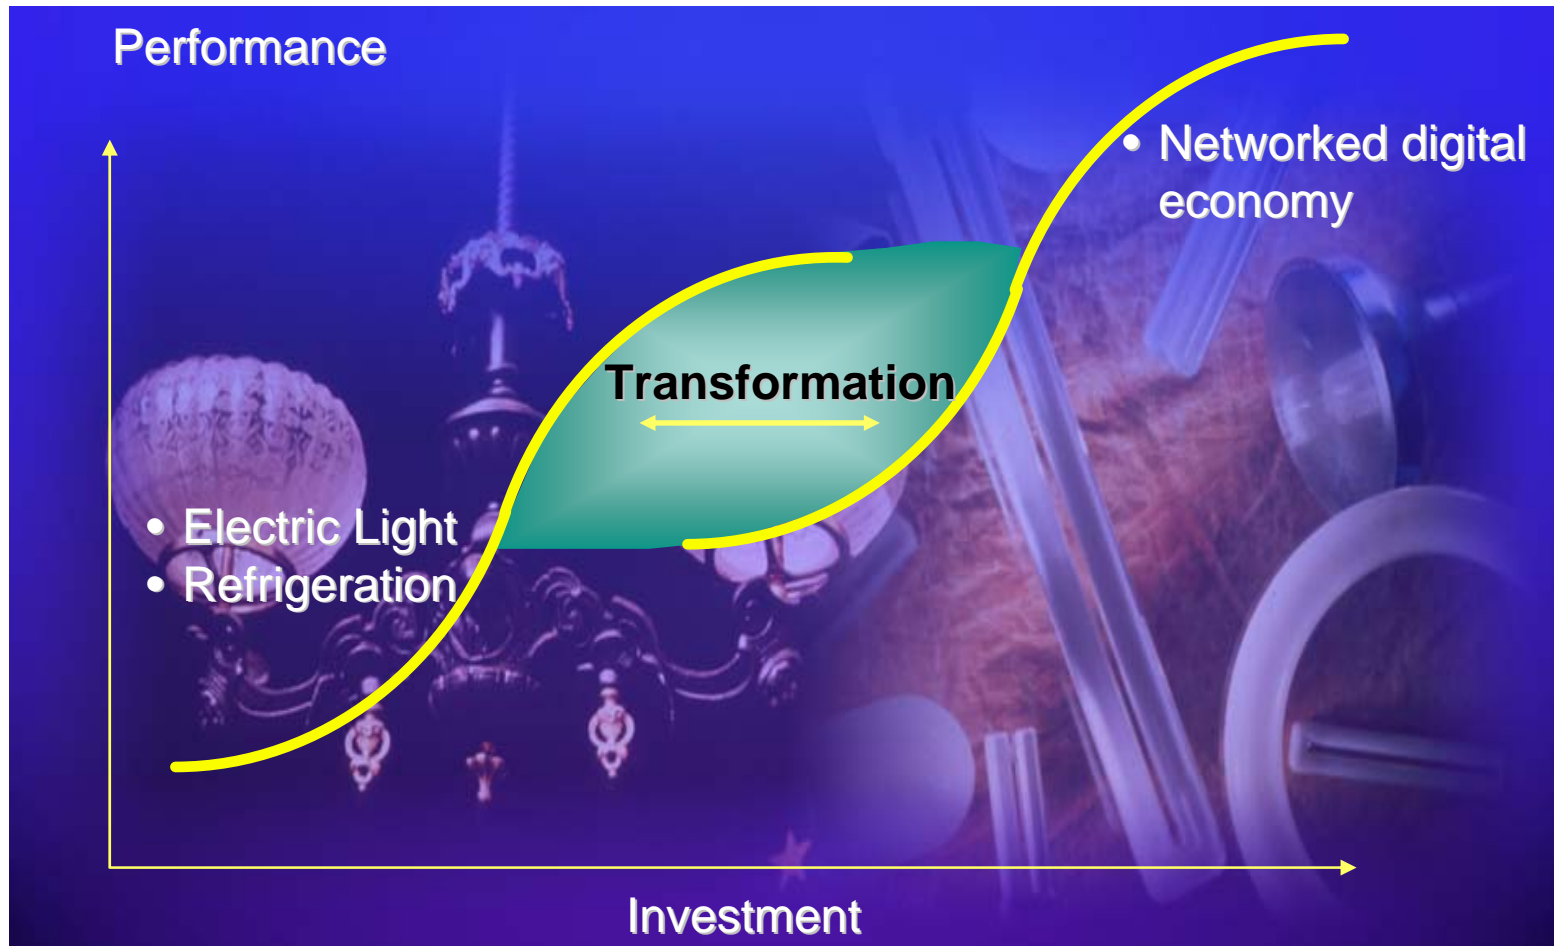 Performance
• Networked digital
economy
Transformation
• Electric Light
• Refrigeration
Investment